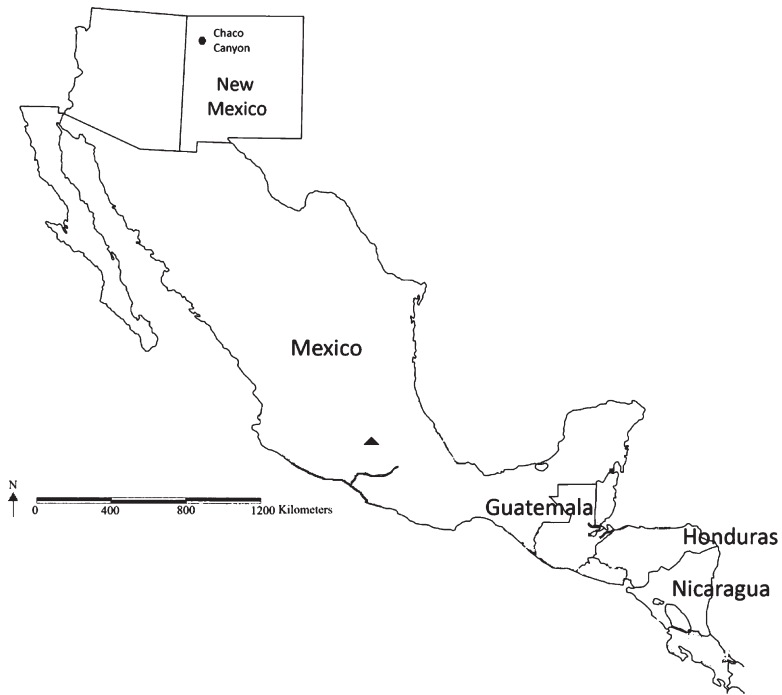 Chaco
Canyon
New
Mexico
Mexico
N
0 400 800 1200 Kilometers
Guatemala
Honduras
Nicaragua